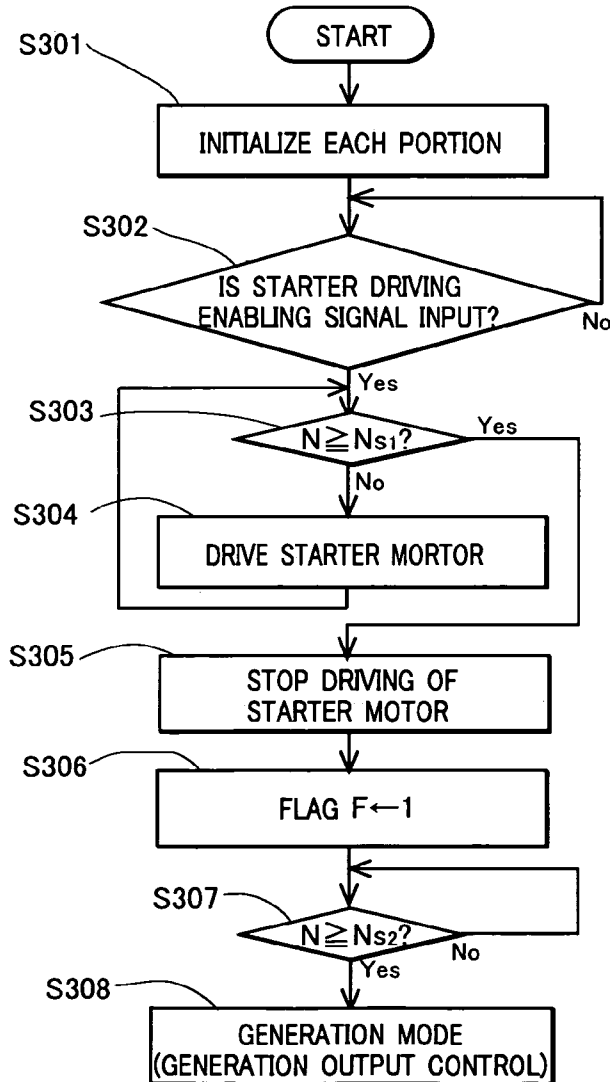 START
S301
INITIALIZE EACH PORTION
S302
IS STARTER DRIVING
ENABLING SIGNAL INPUT?
No
Yes
S303
N≧NS1?
Yes
No
S304
DRIVE STARTER MORTOR
S305
STOP DRIVING OF
STARTER MOTOR
S306
FLAG F←1
S307
N≧NS2?
No
Yes
S308
GENERATION MODE
(GENERATION OUTPUT CONTROL)